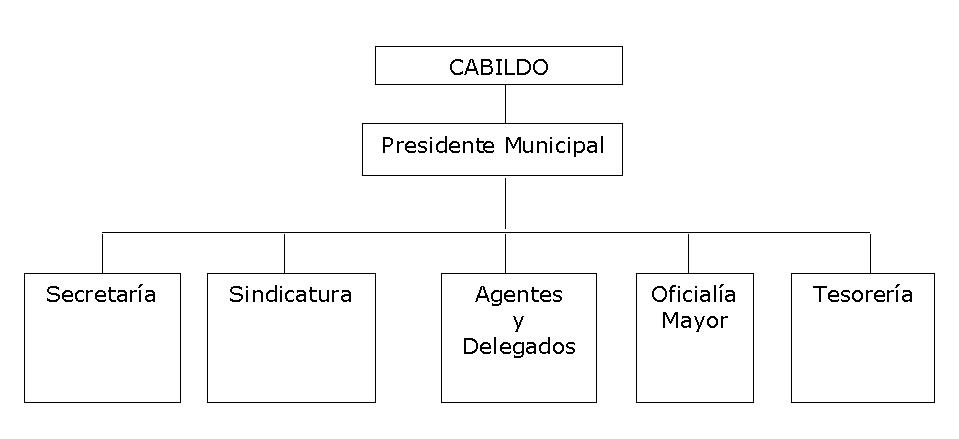 CABILDO
Presidente Municipal
Secretaría
Sindicatura
Agentes
y
Delegados
Oficialía
Mayor
Tesorería